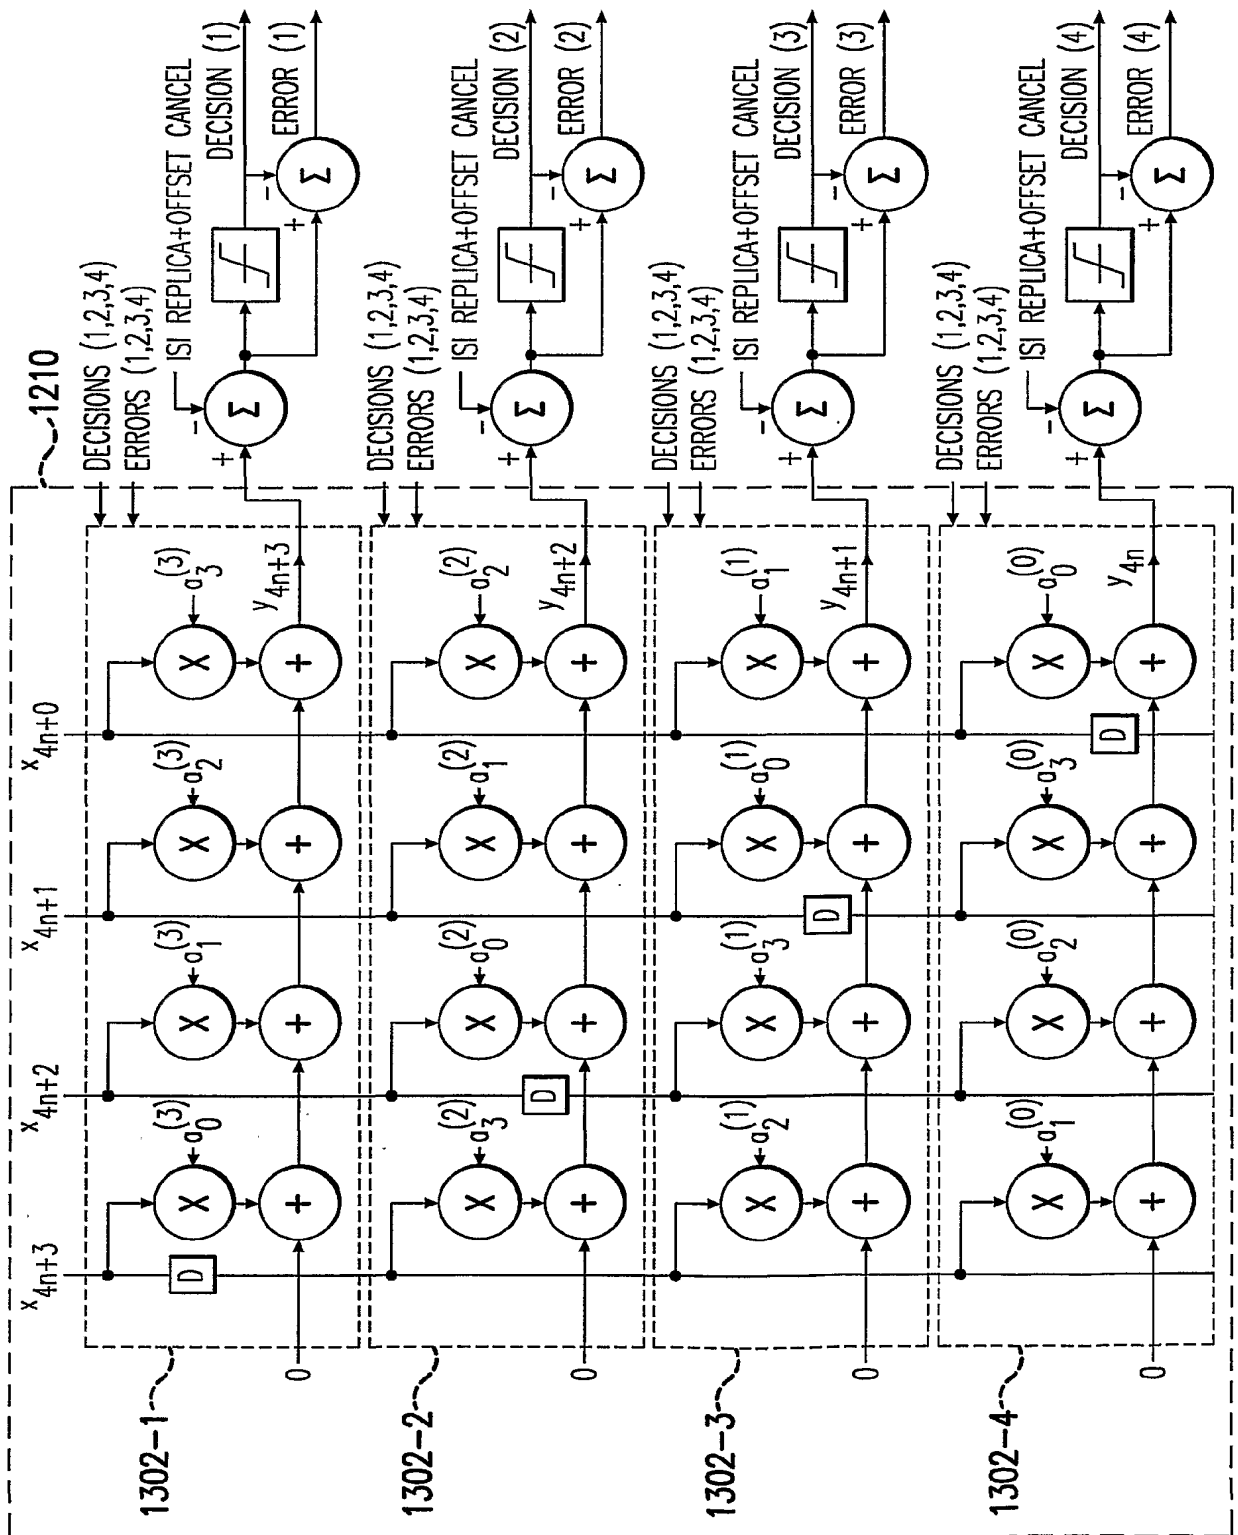 1210
x4n+3
x4n+2
x4n+1
x4n+0
DECISIONS (1,2,3,4)
ERRORS (1,2,3,4)
ISI REPLICA+OFFSET CANCEL
DECISION (1)
ERROR (1)
1302-1
D
X a0(3)
X a1(3)
X a2(3)
X a3(3)
0 + + + + y4n+3
+ - Σ
+ - Σ
DECISIONS (1,2,3,4)
ERRORS (1,2,3,4)
ISI REPLICA+OFFSET CANCEL
DECISION (2)
ERROR (2)
1302-2
X a3(2)
D
X a0(2)
X a1(2)
X a2(2)
0 + + + + y4n+2
+ - Σ
+ - Σ
DECISIONS (1,2,3,4)
ERRORS (1,2,3,4)
ISI REPLICA+OFFSET CANCEL
DECISION (3)
ERROR (3)
1302-3
X a2(1)
X a3(1)
D
X a0(1)
X a1(1)
0 + + + + y4n+1
+ - Σ
+ - Σ
DECISIONS (1,2,3,4)
ERRORS (1,2,3,4)
ISI REPLICA+OFFSET CANCEL
DECISION (4)
ERROR (4)
1302-4
X a1(0)
X a2(0)
X a3(0)
D
X a0(0)
0 + + + + y4n
+ - Σ
+ - Σ